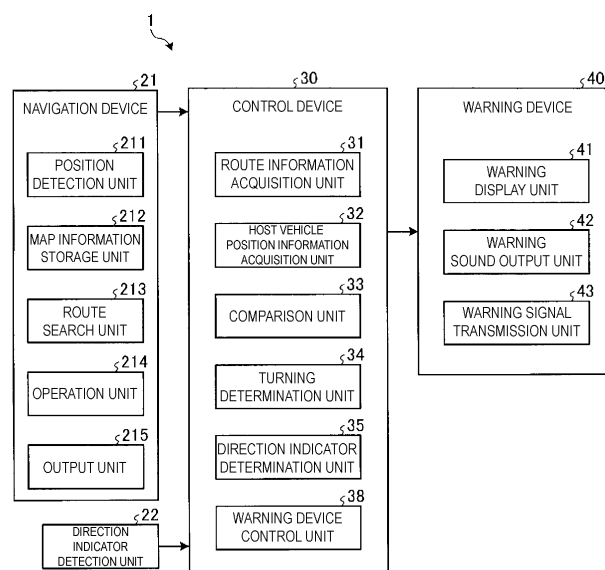 1
21
NAVIGATION DEVICE
211
POSITION
DETECTION UNIT
212
MAP INFORMATION
STORAGE UNIT
213
ROUTE
SEARCH UNIT
214
OPERATION UNIT
215
OUTPUT UNIT
22
DIRECTION
INDICATOR
DETECTION UNIT
30
CONTROL DEVICE
31
ROUTE INFORMATION
ACQUISITION UNIT
32
HOST VEHICLE
POSITION INFORMATION
ACQUISITION UNIT
33
COMPARISON UNIT
34
TURNING
DETERMINATION UNIT
35
DIRECTION INDICATOR
DETERMINATION UNIT
38
WARNING DEVICE
CONTROL UNIT
40
WARNING DEVICE
41
WARNING
DISPLAY UNIT
42
WARNING
SOUND OUTPUT UNIT
43
WARNING SIGNAL
TRANSMISSION UNIT